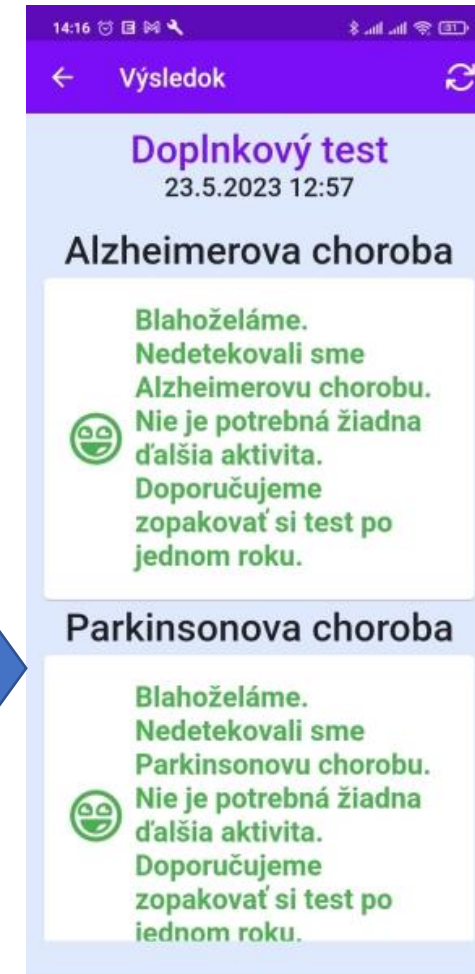 14:16
31
Výsledok
Doplnkový test
23.5.2023 12:57
Alzheimerova choroba
Blahoželáme.
Nedetekovali sme
Alzheimerovu chorobu.
Nie je potrebná žiadna
ďalšia aktivita.
Doporučujeme
zopakovať si test po
jednom roku.
Parkinsonova choroba
Blahoželáme.
Nedetekovali sme
Parkinsonovu chorobu.
Nie je potrebná žiadna
ďalšia aktivita.
Doporučujeme
zopakovať si test po
jednom roku.